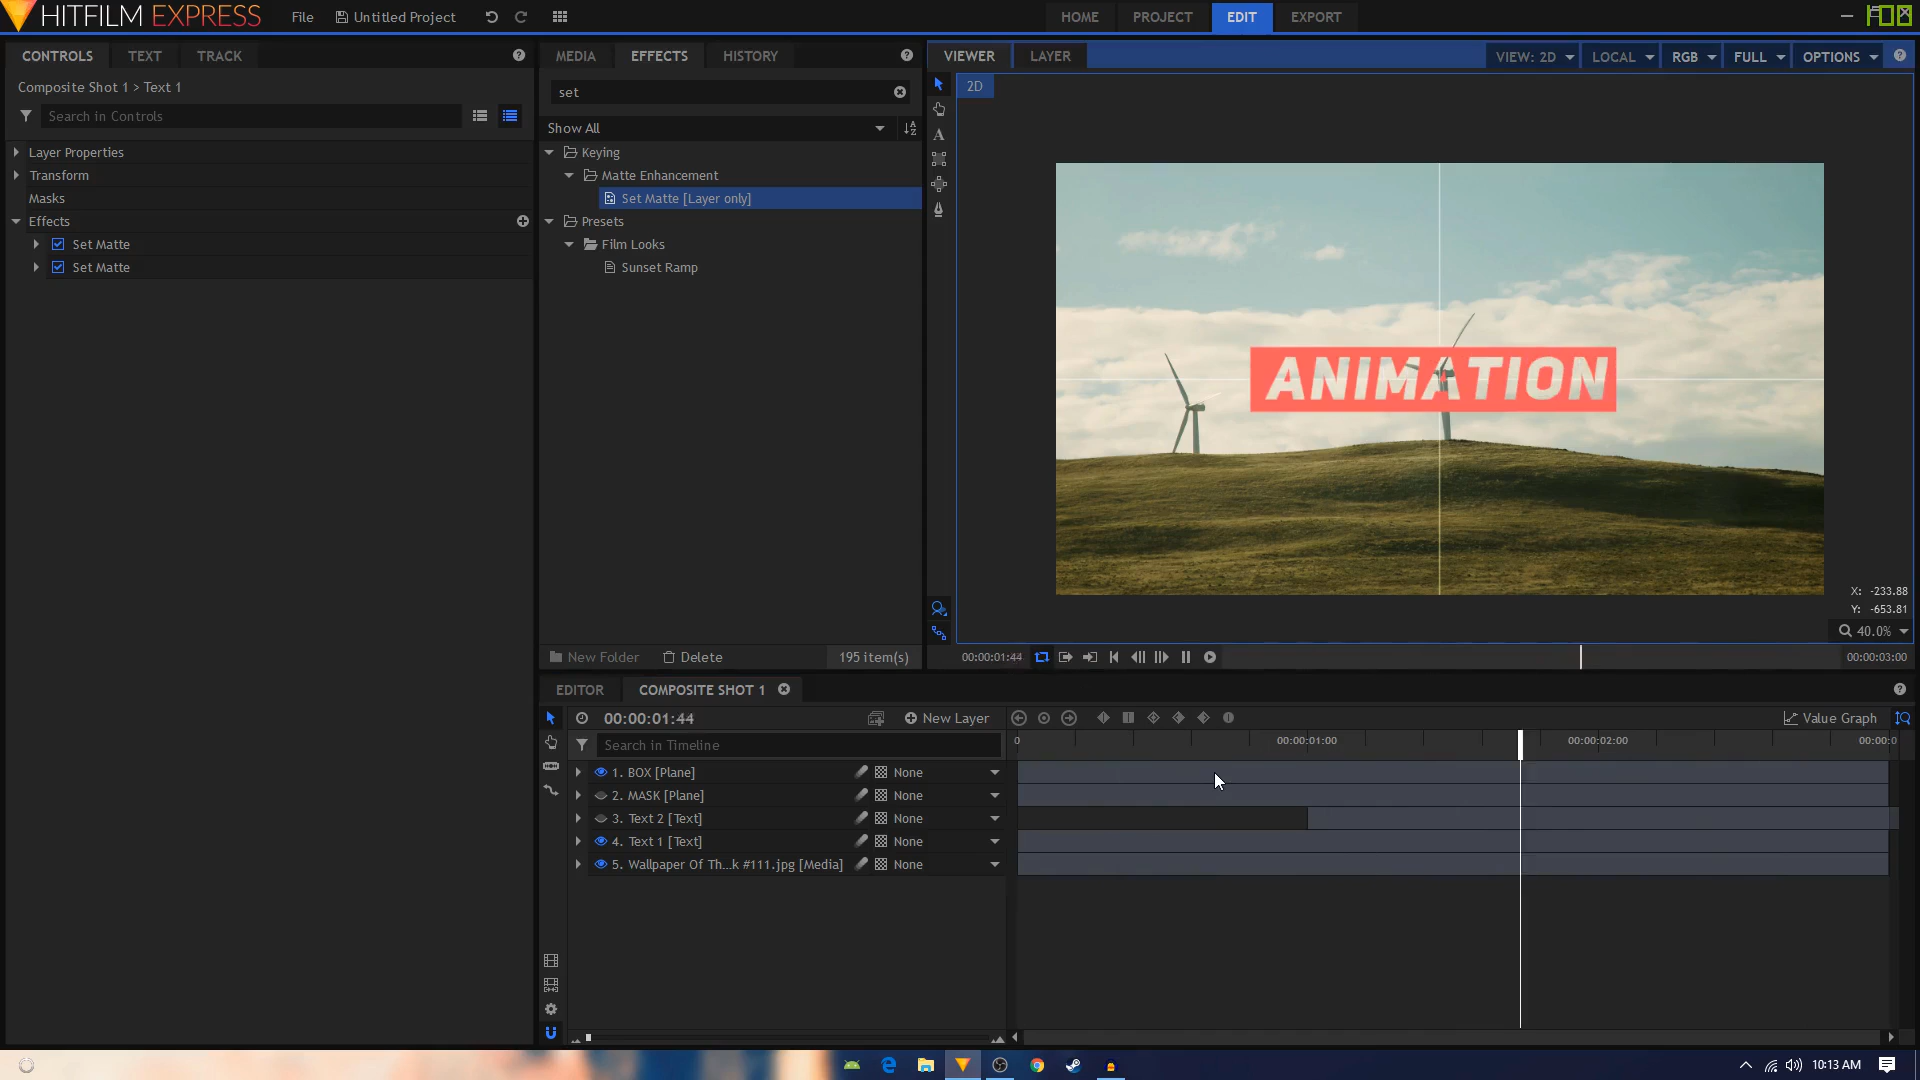 HITFILM EXPRESS
File
Untitled Project
HOME
PROJECT
EDIT
EXPORT
CONTROLS
TEXT
TRACK
MEDIA
EFFECTS
HISTORY
VIEWER
LAYER
VIEW: 2D
LOCAL
RGB
FULL
OPTIONS
Composite Shot 1 > Text 1
Search in Controls
Layer Properties
Transform
Masks
Effects
Set Matte
Set Matte
set
Show All
Keying
Matte Enhancement
Set Matte [Layer only]
Presets
Film Looks
Sunset Ramp
New Folder
Delete
195 item(s)
2D
ANIMATION
X: -233.88
Y: -653.81
40.0%
00:00:01:44
00:00:03:00
EDITOR
COMPOSITE SHOT 1
00:00:01:44
New Layer
Value Graph
Search in Timeline
0
00:00:01:00
00:00:02:00
00:00:0
1. BOX [Plane]
None
2. MASK [Plane]
None
3. Text 2 [Text]
None
4. Text 1 [Text]
None
5. Wallpaper Of Th...k #111.jpg [Media]
None
10:13 AM